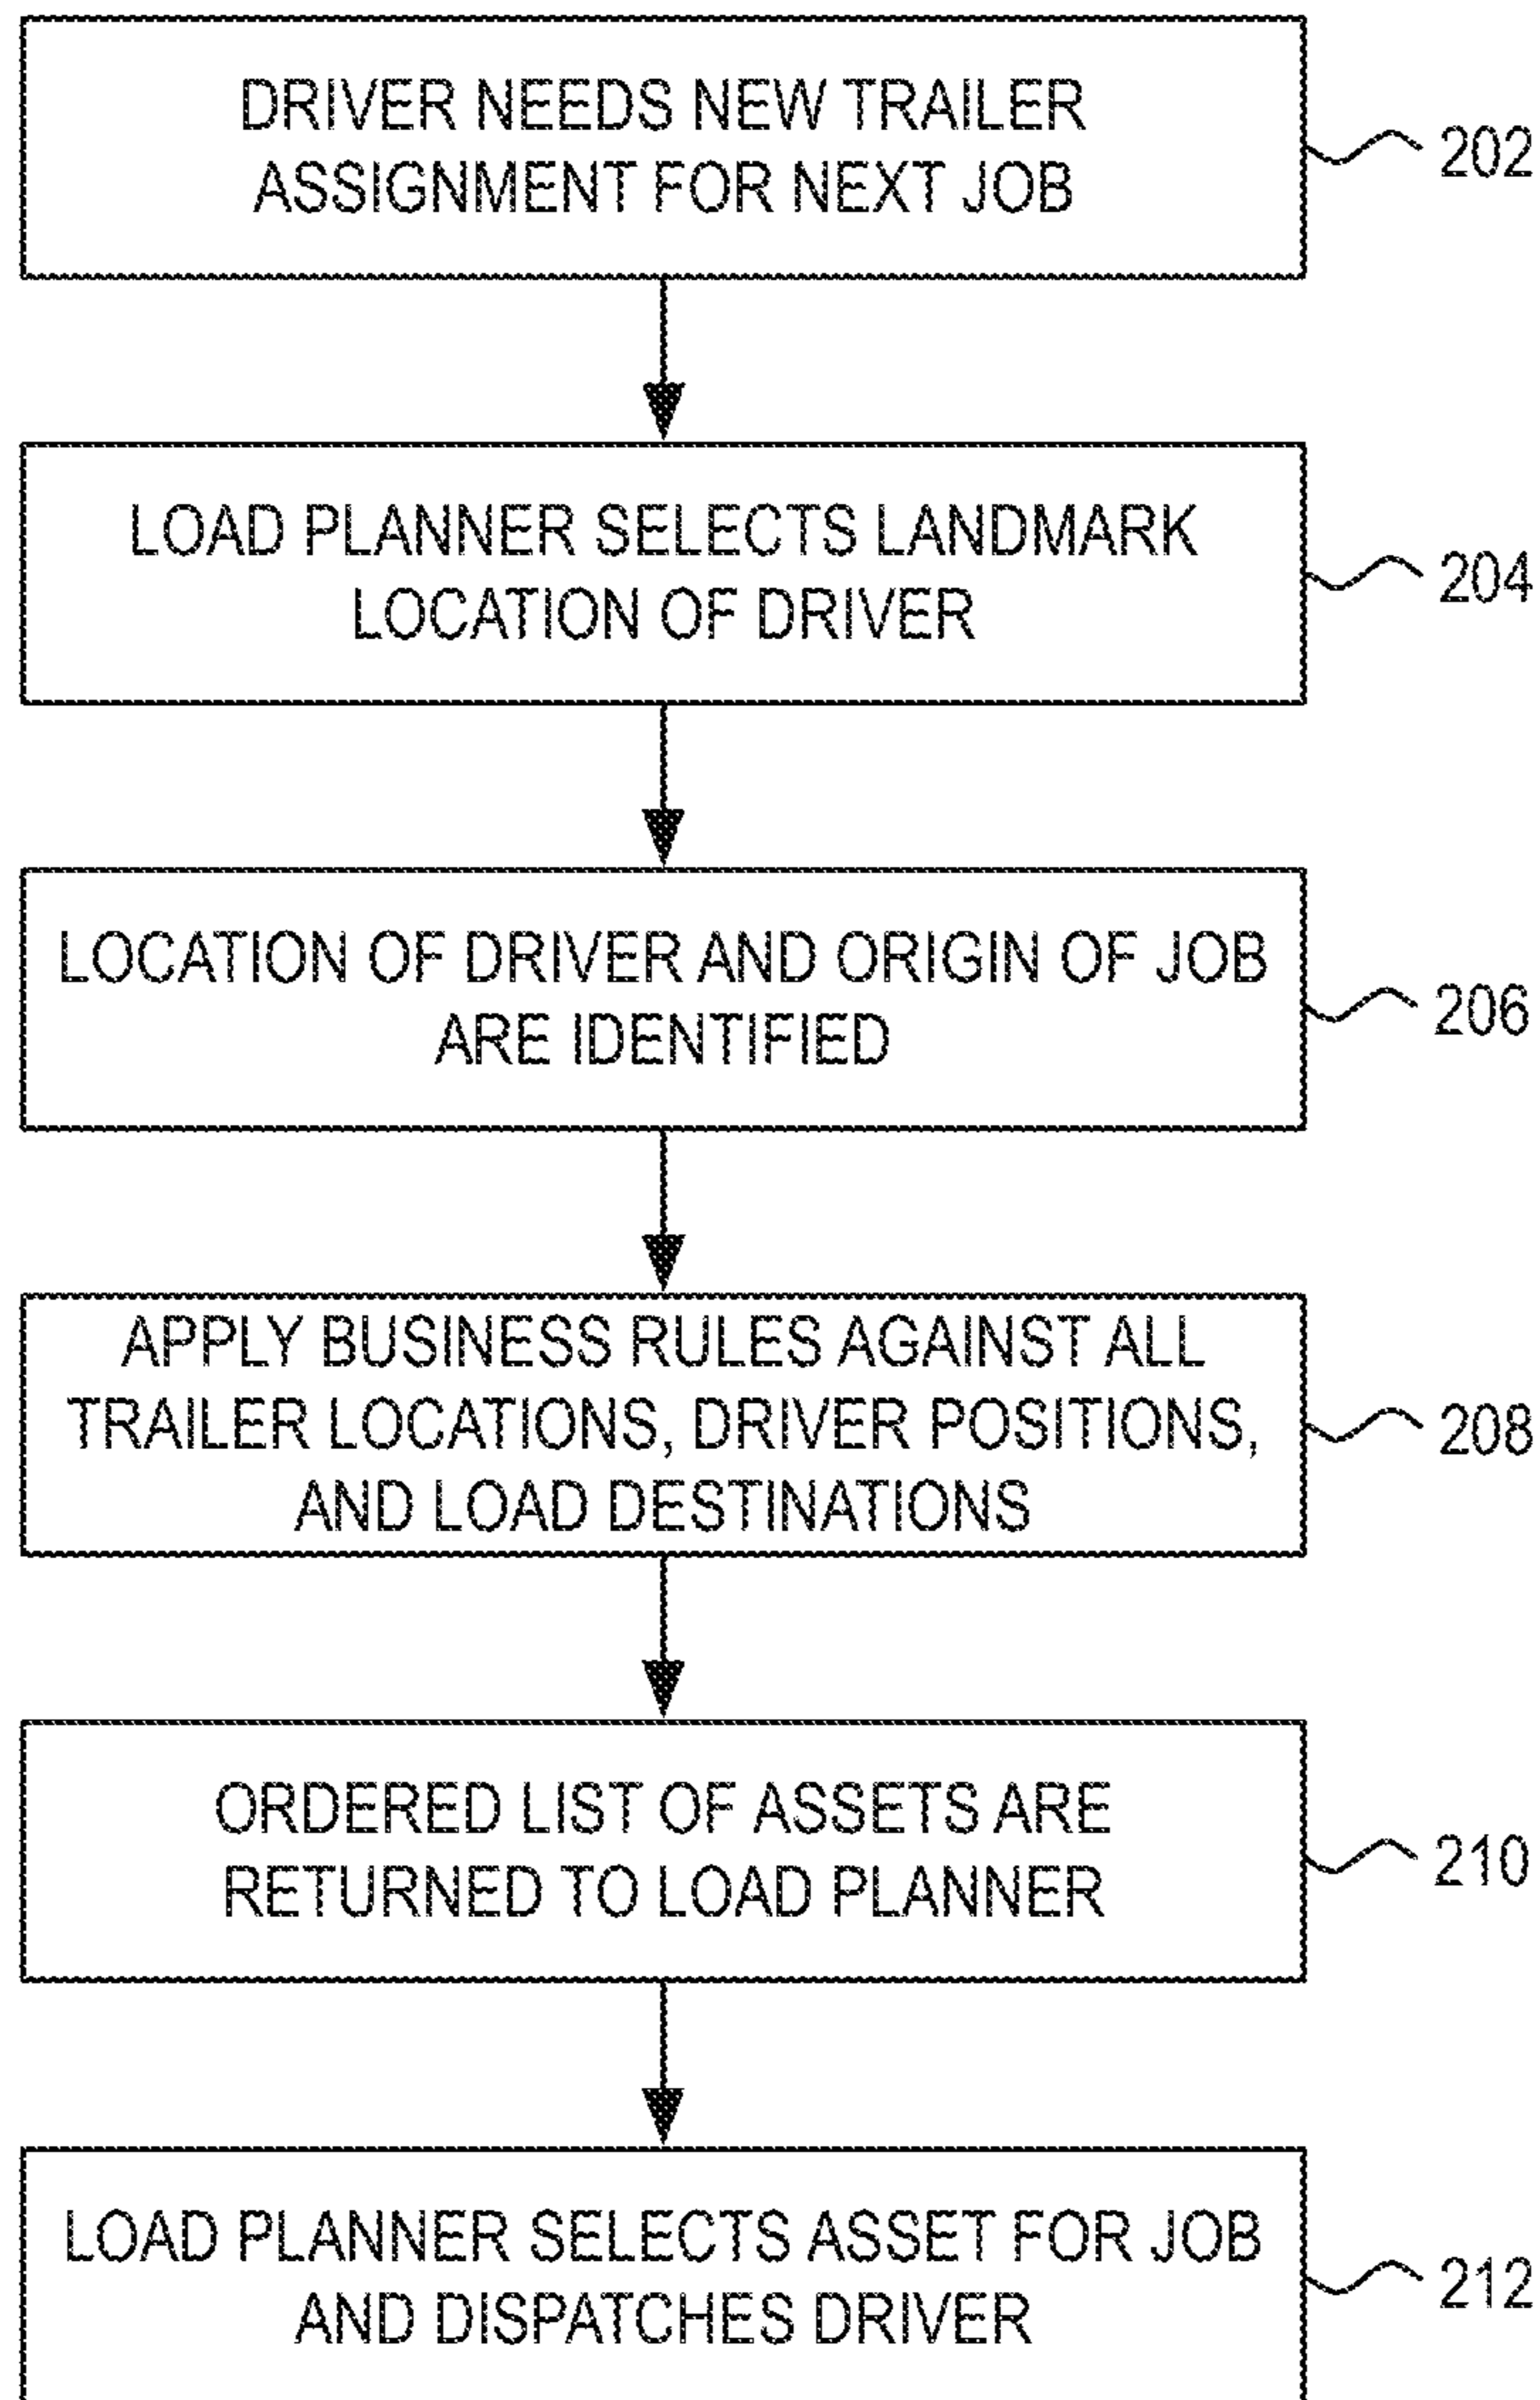 DRIVER NEEDS NEW TRAILER
ASSIGNMENT FOR NEXT JOB
202
LOAD PLANNER SELECTS LANDMARK
LOCATION OF DRIVER
204
LOCATION OF DRIVER AND ORIGIN OF JOB
ARE IDENTIFIED
206
APPLY BUSINESS RULES AGAINST ALL
TRAILER LOCATIONS, DRIVER POSITIONS,
AND LOAD DESTINATIONS
208
ORDERED LIST OF ASSETS ARE
RETURNED TO LOAD PLANNER
210
LOAD PLANNER SELECTS ASSET FOR JOB
AND DISPATCHES DRIVER
212